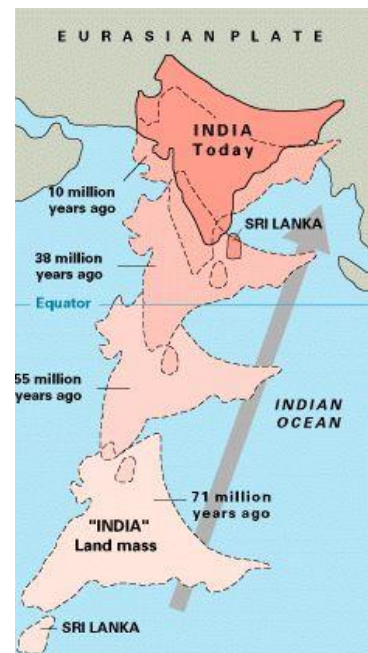 EURASIAN PLATE
INDIA
Today
10 million
years ago
SRI LANKA
38 million
years ago
Equator
55 million
years ago
INDIAN
OCEAN
71 million
years ago
"INDIA"
Land mass
SRI LANKA